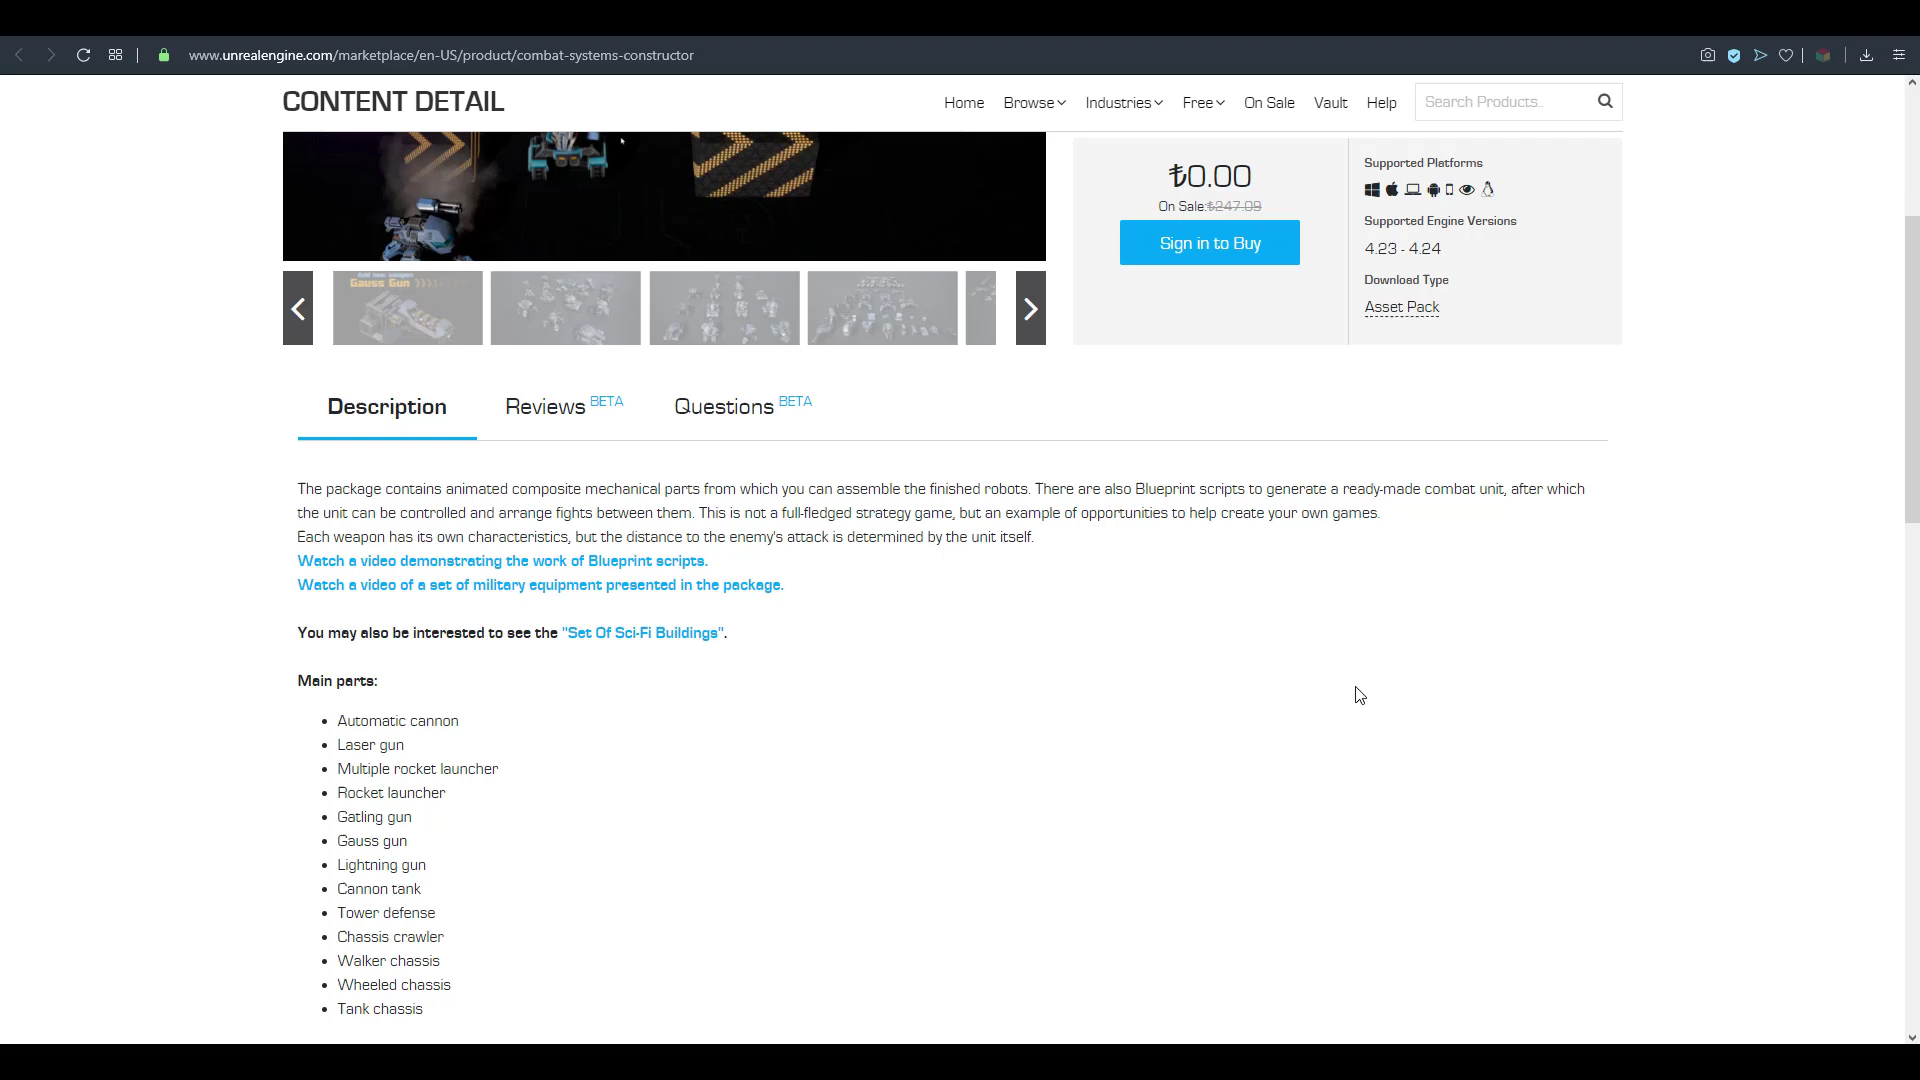 www.unrealengine.com/marketplace/en-US/product/combat-systems-constructor
CONTENT DETAIL
Home
Browse
Industries
Free
On Sale
Vault
Help
Search Products..
₺0.00
On Sale:₺247.09
Sign in to Buy
Supported Platforms
Supported Engine Versions
4.23 - 4.24
Download Type
Asset Pack
Add new weapon
Gauss Gun
Description
Reviews BETA
Questions BETA
The package contains animated composite mechanical parts from which you can assemble the finished robots. There are also Blueprint scripts to generate a ready-made combat unit, after which
the unit can be controlled and arrange fights between them. This is not a full-fledged strategy game, but an example of opportunities to help create your own games.
Each weapon has its own characteristics, but the distance to the enemy's attack is determined by the unit itself.
Watch a video demonstrating the work of Blueprint scripts.
Watch a video of a set of military equipment presented in the package.
You may also be interested to see the "Set Of Sci-Fi Buildings".
Main parts:
• Automatic cannon
• Laser gun
• Multiple rocket launcher
• Rocket launcher
• Gatling gun
• Gauss gun
• Lightning gun
• Cannon tank
• Tower defense
• Chassis crawler
• Walker chassis
• Wheeled chassis
• Tank chassis